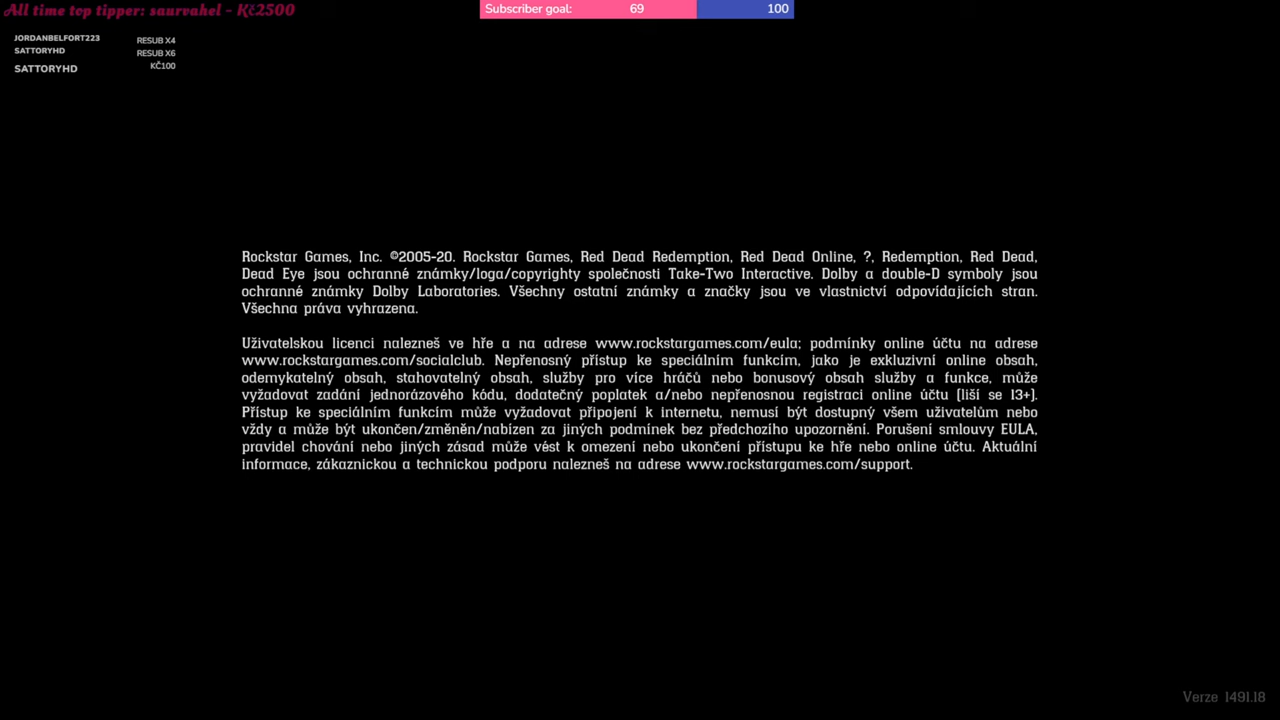 All time top tipper: saurvahel - Kč2500
Subscriber goal: 69 100
JORDANBELFORT223 RESUB X4
SATTORYHD RESUB X6
SATTORYHD KČ100
Rockstar Games, Inc. ©2005-20. Rockstar Games, Red Dead Redemption, Red Dead Online, ?, Redemption, Red Dead,
Dead Eye jsou ochranné známky/loga/copyrighty společnosti Take-Two Interactive. Dolby a double-D symboly jsou
ochranné známky Dolby Laboratories. Všechny ostatní známky a značky jsou ve vlastnictví odpovídajících stran.
Všechna práva vyhrazena.
Uživatelskou licenci nalezneš ve hře a na adrese www.rockstargames.com/eula; podmínky online účtu na adrese
www.rockstargames.com/socialclub. Nepřenosný přístup ke speciálním funkcím, jako je exkluzivní online obsah,
odemykatelný obsah, stahovatelný obsah, služby pro více hráčů nebo bonusový obsah služby a funkce, může
vyžadovat zadání jednorázového kódu, dodatečný poplatek a/nebo nepřenosnou registraci online účtu [liší se 13+].
Přístup ke speciálním funkcím může vyžadovat připojení k internetu, nemusí být dostupný všem uživatelům nebo
vždy a může být ukončen/změněn/nabízen za jiných podmínek bez předchozího upozornění. Porušení smlouvy EULA,
pravidel chování nebo jiných zásad může vést k omezení nebo ukončení přístupu ke hře nebo online účtu. Aktuální
informace, zákaznickou a technickou podporu nalezneš na adrese www.rockstargames.com/support.
Verze 1491.18